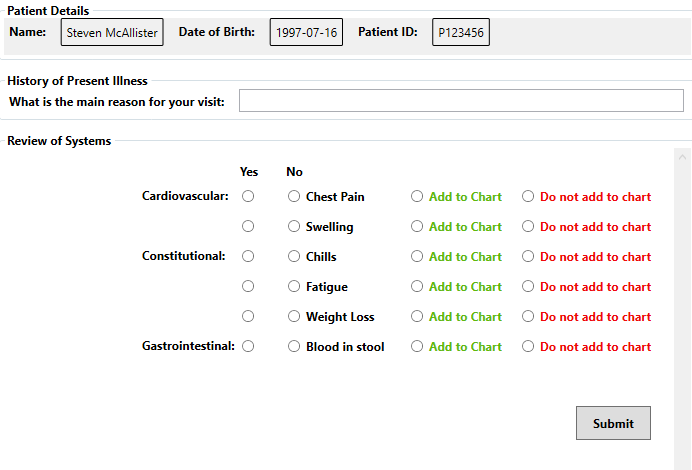 Patient Details
Name: Steven McAllister Date of Birth: 1997-07-16 Patient ID: P123456
History of Present Illness
What is the main reason for your visit:
Review of Systems
Yes No
Cardiovascular: Chest Pain Add to Chart Do not add to chart
Swelling Add to Chart Do not add to chart
Constitutional: Chills Add to Chart Do not add to chart
Fatigue Add to Chart Do not add to chart
Weight Loss Add to Chart Do not add to chart
Gastrointestinal: Blood in stool Add to Chart Do not add to chart
Submit